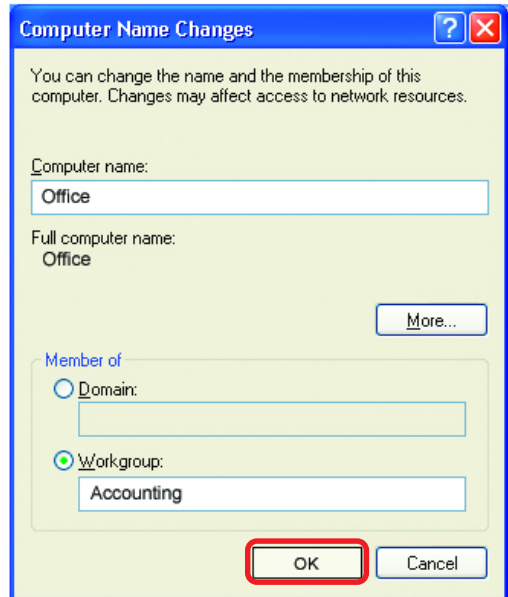 Computer Name Changes
You can change the name and the membership of this
computer. Changes may affect access to network resources.
Computer name:
Office
Full computer name:
Office
More...
Member of
Domain:
Workgroup:
Accounting
OK
Cancel